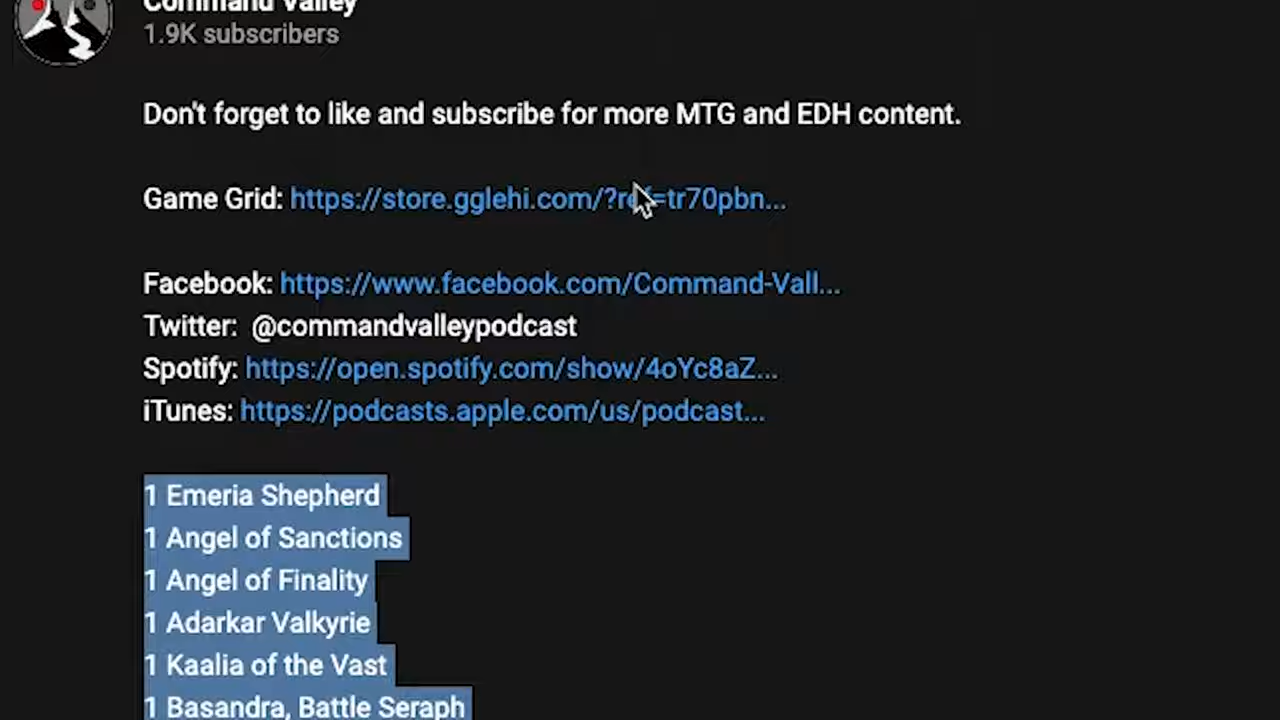 Command Valley
1.9K subscribers
Don't forget to like and subscribe for more MTG and EDH content.
Game Grid: https://store.gglehi.com/?ref=tr70pbn...
Facebook: https://www.facebook.com/Command-Vall...
Twitter: @commandvalleypodcast
Spotify: https://open.spotify.com/show/4oYc8aZ...
iTunes: https://podcasts.apple.com/us/podcast...
1 Emeria Shepherd
1 Angel of Sanctions
1 Angel of Finality
1 Adarkar Valkyrie
1 Kaalia of the Vast
1 Basandra, Battle Seraph